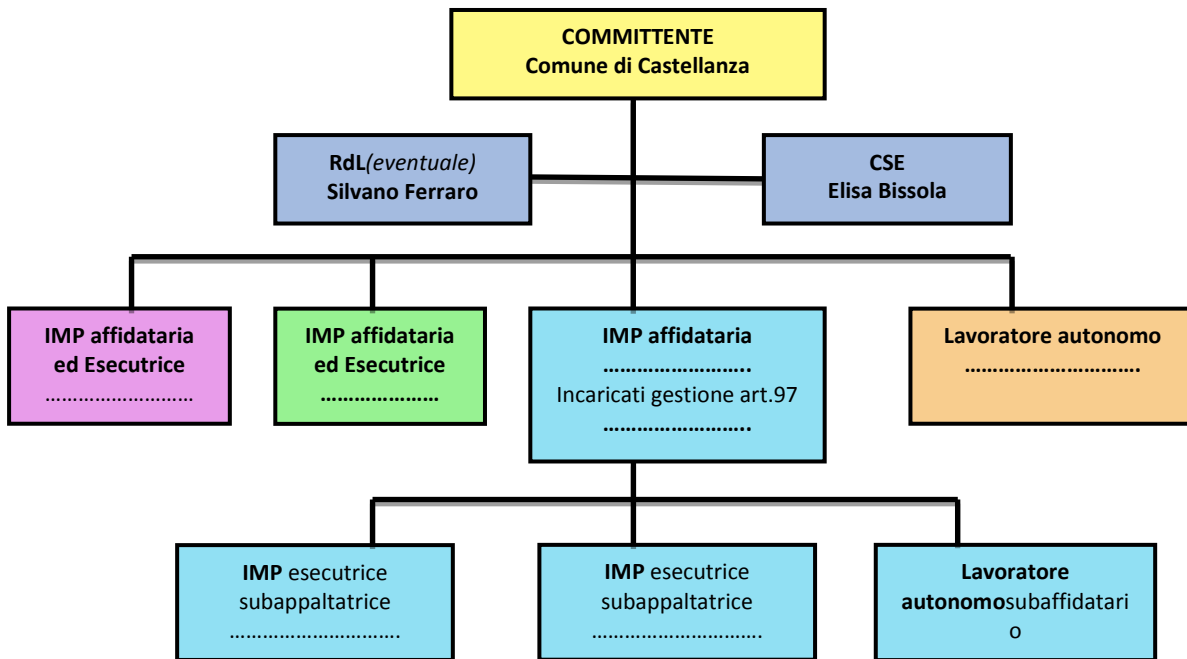 COMMITTENTE
Comune di Castellanza
RdL(eventuale)
Silvano Ferraro
CSE
Elisa Bissola
IMP affidataria
ed Esecutrice
………………………
IMP affidataria
ed Esecutrice
…………………
IMP affidataria
……………………..
Incaricati gestione art.97
……………………..
Lavoratore autonomo
……………………….
IMP esecutrice
subappaltatrice
……………………….
IMP esecutrice
subappaltatrice
……………………….
Lavoratore
autonomosubaffidatari
o